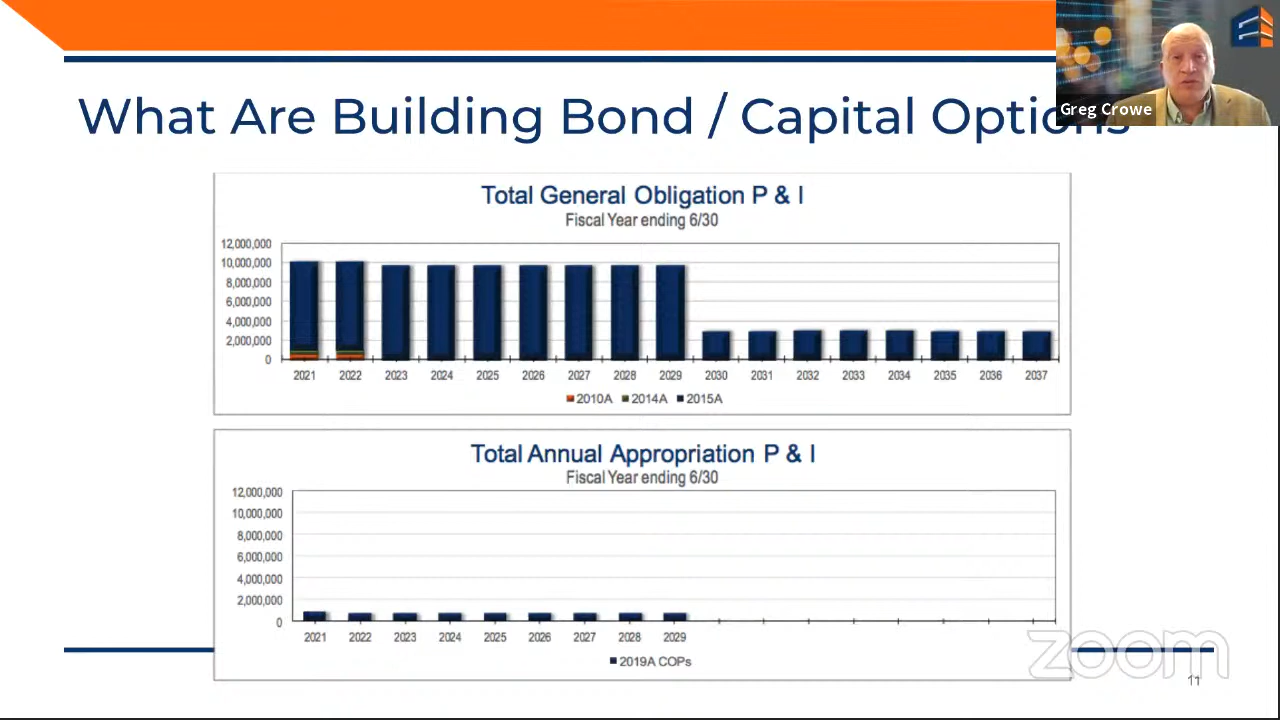 What Are Building Bond / Capital Options
Greg Crowe
Total General Obligation P & I
Fiscal Year ending 6/30
12,000,000
10,000,000
8,000,000
6,000,000
4,000,000
2,000,000
0
2021 2022 2023 2024 2025 2026 2027 2028 2029 2030 2031 2032 2033 2034 2035 2036 2037
2010A 2014A 2015A
Total Annual Appropriation P & I
Fiscal Year ending 6/30
12,000,000
10,000,000
8,000,000
6,000,000
4,000,000
2,000,000
0
2021 2022 2023 2024 2025 2026 2027 2028 2029
2019A COPs
zoom
11